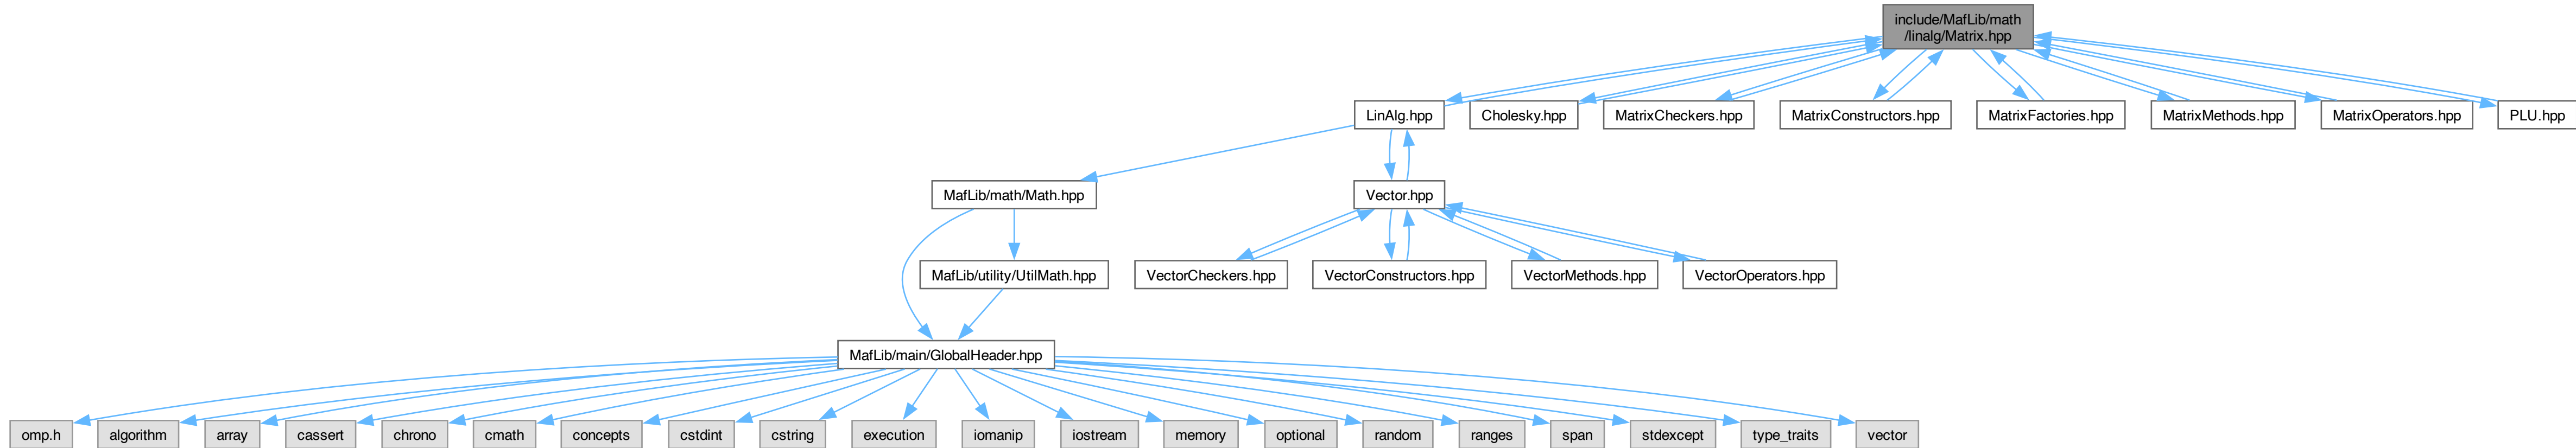 include/MafLib/math
/linalg/Matrix.hpp
LinAlg.hpp
Cholesky.hpp
MatrixCheckers.hpp
MatrixConstructors.hpp
MatrixFactories.hpp
MatrixMethods.hpp
MatrixOperators.hpp
PLU.hpp
MafLib/math/Math.hpp
Vector.hpp
MafLib/utility/UtilMath.hpp
VectorCheckers.hpp
VectorConstructors.hpp
VectorMethods.hpp
VectorOperators.hpp
MafLib/main/GlobalHeader.hpp
omp.h
algorithm
array
cassert
chrono
cmath
concepts
cstdint
cstring
execution
iomanip
iostream
memory
optional
random
ranges
span
stdexcept
type_traits
vector